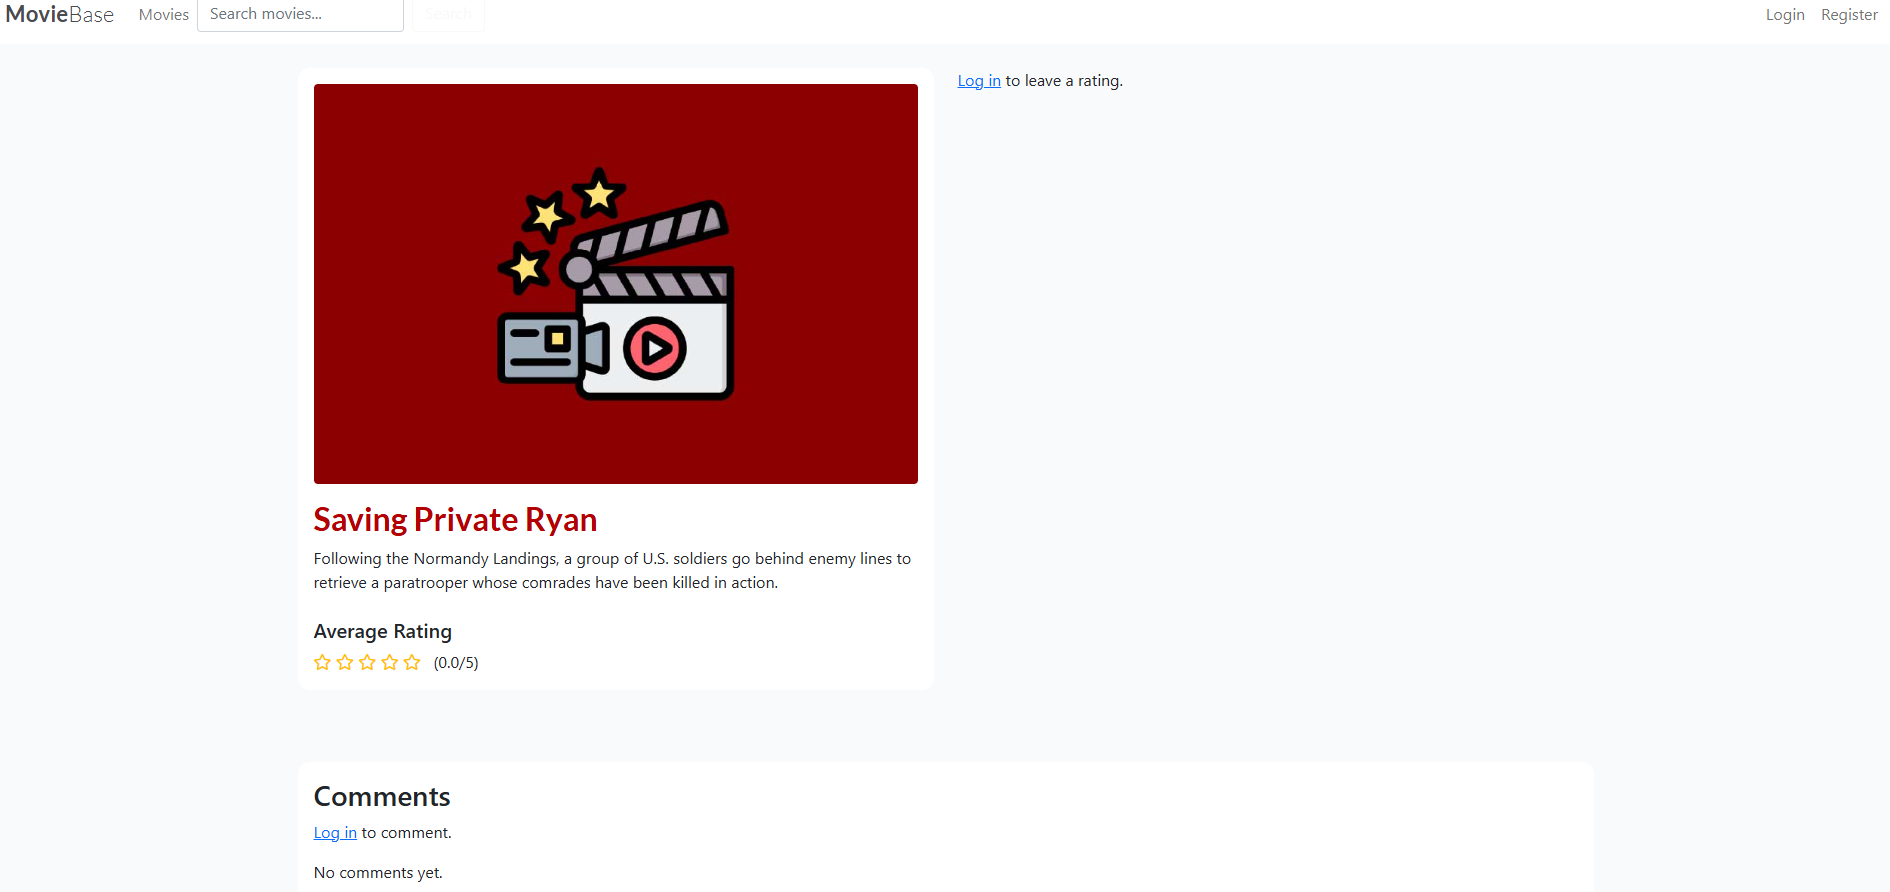 MovieBase Movies Search movies... Search Login Register
Log in to leave a rating.
Saving Private Ryan
Following the Normandy Landings, a group of U.S. soldiers go behind enemy lines to
retrieve a paratrooper whose comrades have been killed in action.
Average Rating
(0.0/5)
Comments
Log in to comment.
No comments yet.